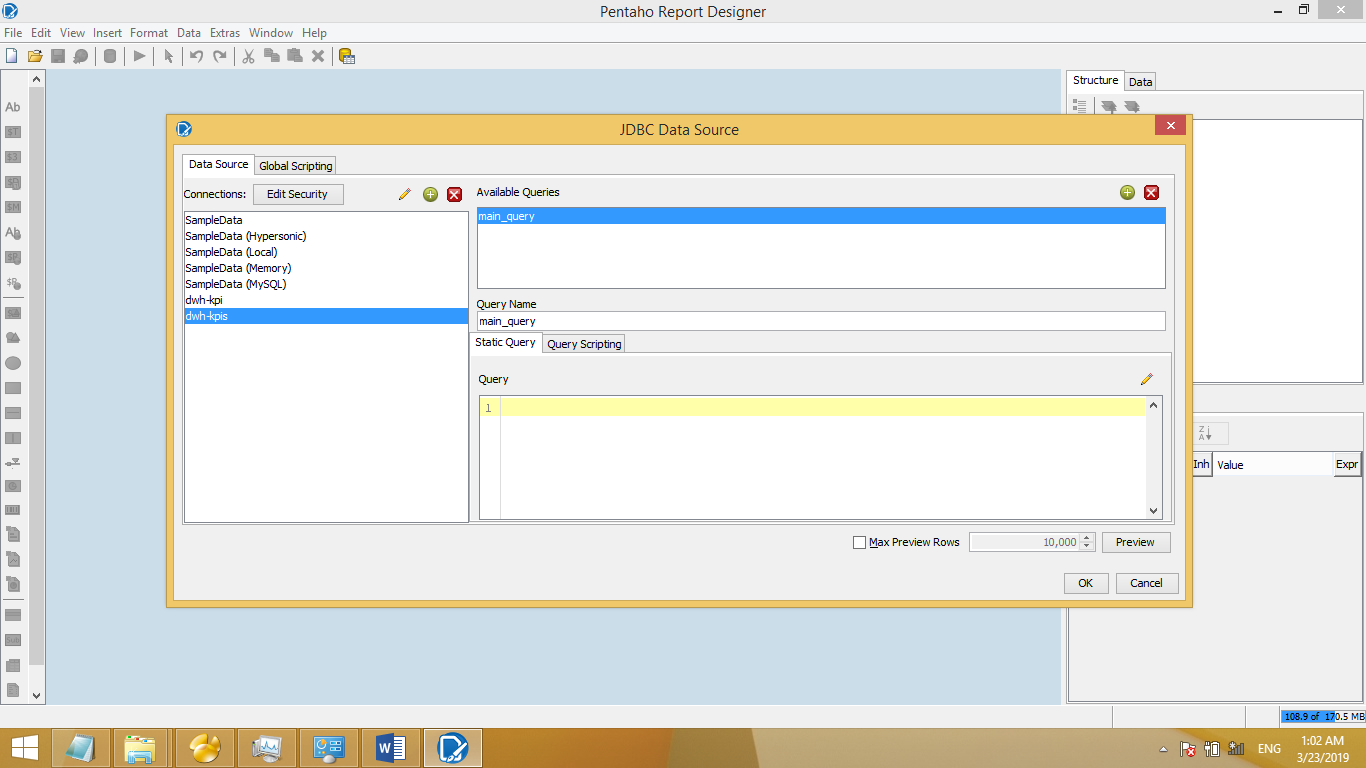 Pentaho Report Designer
File Edit View Insert Format Data Extras Window Help
Structure Data
JDBC Data Source
Data Source Global Scripting
Connections: Edit Security
Available Queries
SampleData
SampleData (Hypersonic)
SampleData (Local)
SampleData (Memory)
SampleData (MySQL)
dwh-kpi
dwh-kpis
main_query
Query Name
main_query
Static Query Query Scripting
Query
1
Max Preview Rows 10,000 Preview
OK Cancel
Inh Value Expr
Ab
Ab
108.9 of 170.5 MB
ENG
1:02 AM
3/23/2019